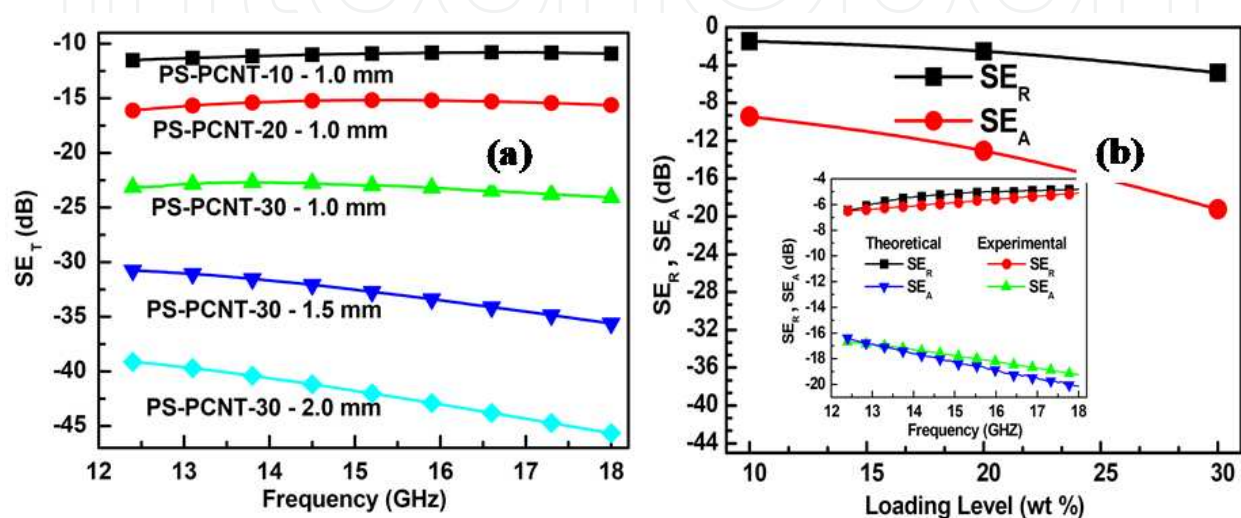 PS-PCNT-10 - 1.0 mm
PS-PCNT-20 - 1.0 mm
(a)
PS-PCNT-30 - 1.0 mm
PS-PCNT-30 - 1.5 mm
PS-PCNT-30 - 2.0 mm
-10
-15
-20
-25
-30
-35
-40
-45
SE_T (dB)
12 13 14 15 16 17 18
Frequency (GHz)
0
-4
-8
-12
-16
-20
-24
-28
-32
-36
-40
-44
SE_R , SE_A (dB)
SE_R
SE_A
(b)
-4
-6
-8
-10
-12
-14
-16
-18
-20
SE_R, SE_A (dB)
Theoretical Experimental
SE_R SE_R
SE_A SE_A
12 13 14 15 16 17 18
Frequency (GHZ)
10 15 20 25 30
Loading Level (wt %)